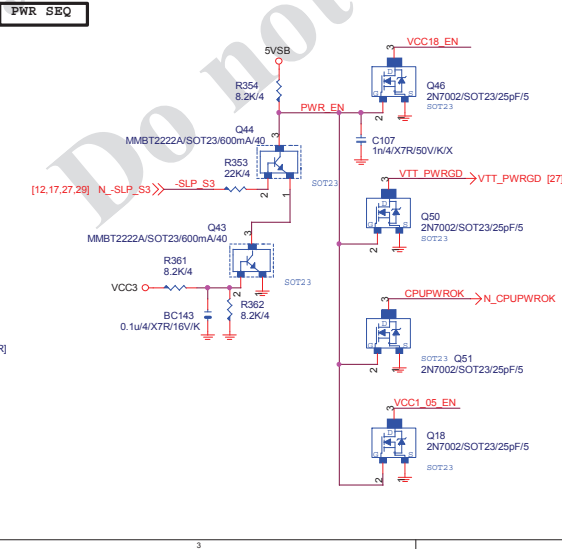 PWR SEQ
Do not
5VSB
VCC18_EN
R354
8.2K/4
Q46
2N7002/SOT23/25pF/5
SOT23
PWR_EN
Q44
MMBT2222A/SOT23/600mA/40
C107
1n/4/X7R/50V/K/X
R353
22K/4
SOT23
[12,17,27,29] N_-SLP_S3
-SLP_S3
VTT_PWRGD
VTT_PWRGD [27]
Q50
2N7002/SOT23/25pF/5
SOT23
Q43
MMBT2222A/SOT23/600mA/40
R361
8.2K/4
SOT23
VCC3
BC143
0.1u/4/X7R/16V/K
R362
8.2K/4
CPUPWROK
N_CPUPWROK
SOT23 Q51
2N7002/SOT23/25pF/5
R]
VCC1_05_EN
Q18
2N7002/SOT23/25pF/5
SOT23
3